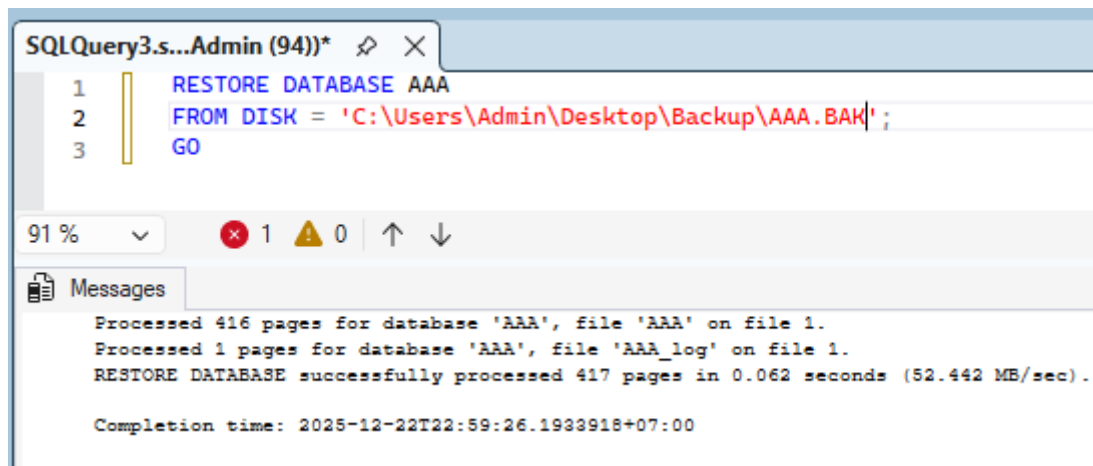 SQLQuery3.s...Admin (94))*
1 RESTORE DATABASE AAA
2 FROM DISK = 'C:\Users\Admin\Desktop\Backup\AAA.BAK';
3 GO
91 % 1 0
Messages
Processed 416 pages for database 'AAA', file 'AAA' on file 1.
Processed 1 pages for database 'AAA', file 'AAA_log' on file 1.
RESTORE DATABASE successfully processed 417 pages in 0.062 seconds (52.442 MB/sec).
Completion time: 2025-12-22T22:59:26.1933918+07:00